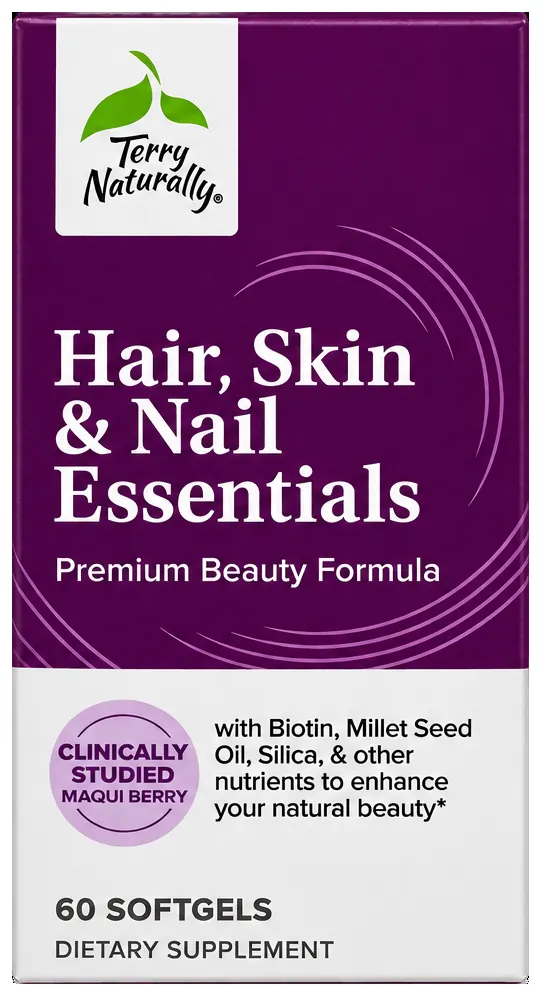 Terry
Naturally®
Hair, Skin
& Nail
Essentials
Premium Beauty Formula
CLINICALLY
STUDIED
MAQUI BERRY
with Biotin, Millet Seed
Oil, Silica, & other
nutrients to enhance
your natural beauty*
60 SOFTGELS
DIETARY SUPPLEMENT